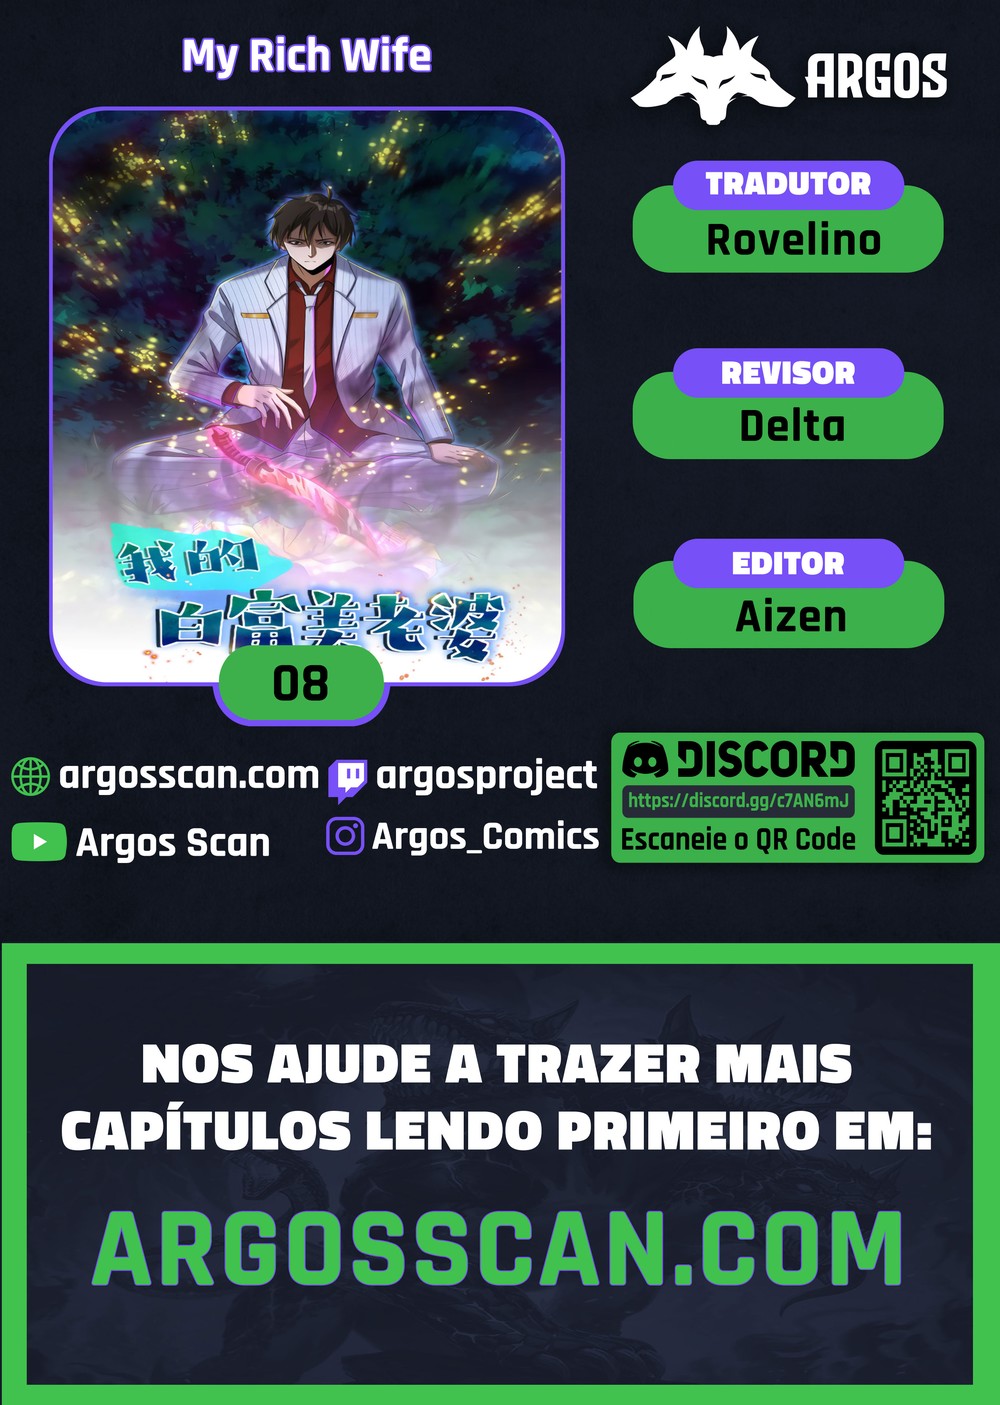 My Rich Wife
ARGOS
TRADUTOR
Rovelino
REVISOR
Delta
EDITOR
Aizen
我的
白富美老婆
08
argosscan.com
argosproject
Argos Scan
Argos_Comics
DISCORD
https://discord.gg/c7AN6mJ
Escaneie o QR Code
NOS AJUDE A TRAZER MAIS
CAPÍTULOS LENDO PRIMEIRO EM:
ARGOSSCAN.COM